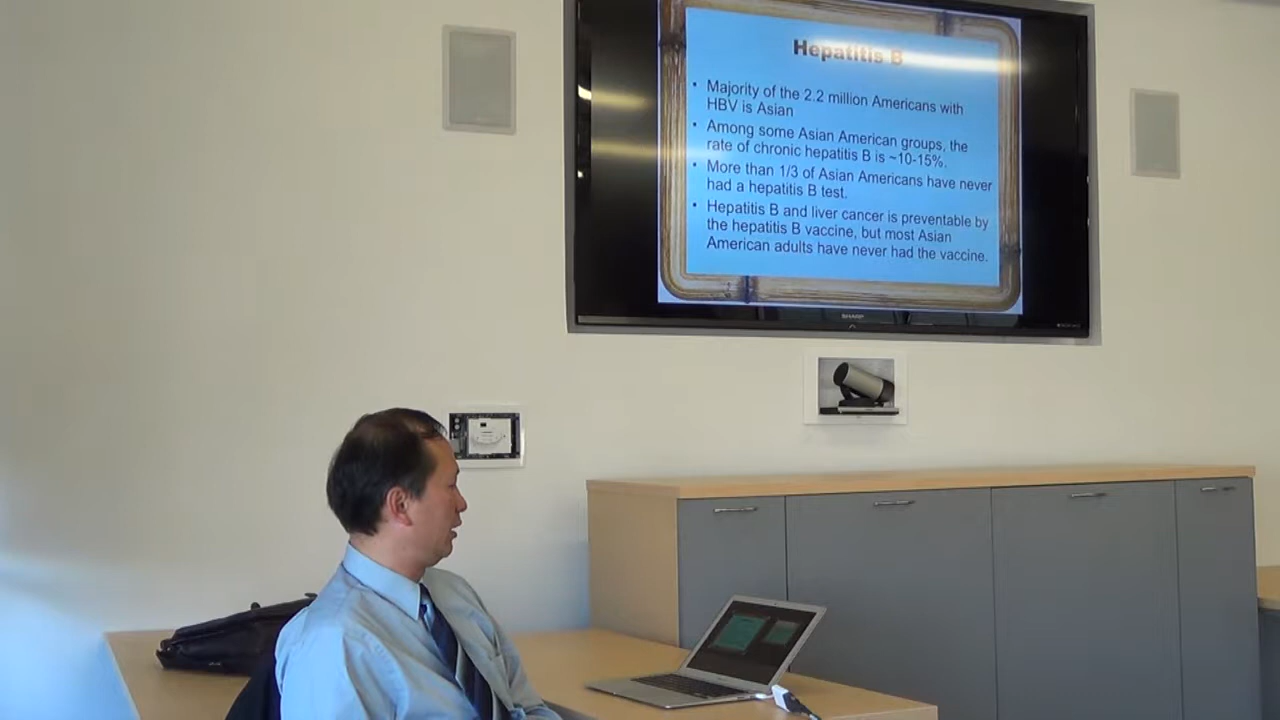 Hepatitis B
• Majority of the 2.2 million Americans with
HBV is Asian
• Among some Asian American groups, the
rate of chronic hepatitis B is ~10-15%.
• More than 1/3 of Asian Americans have never
had a hepatitis B test.
• Hepatitis B and liver cancer is preventable by
the hepatitis B vaccine, but most Asian
American adults have never had the vaccine.
SHARP